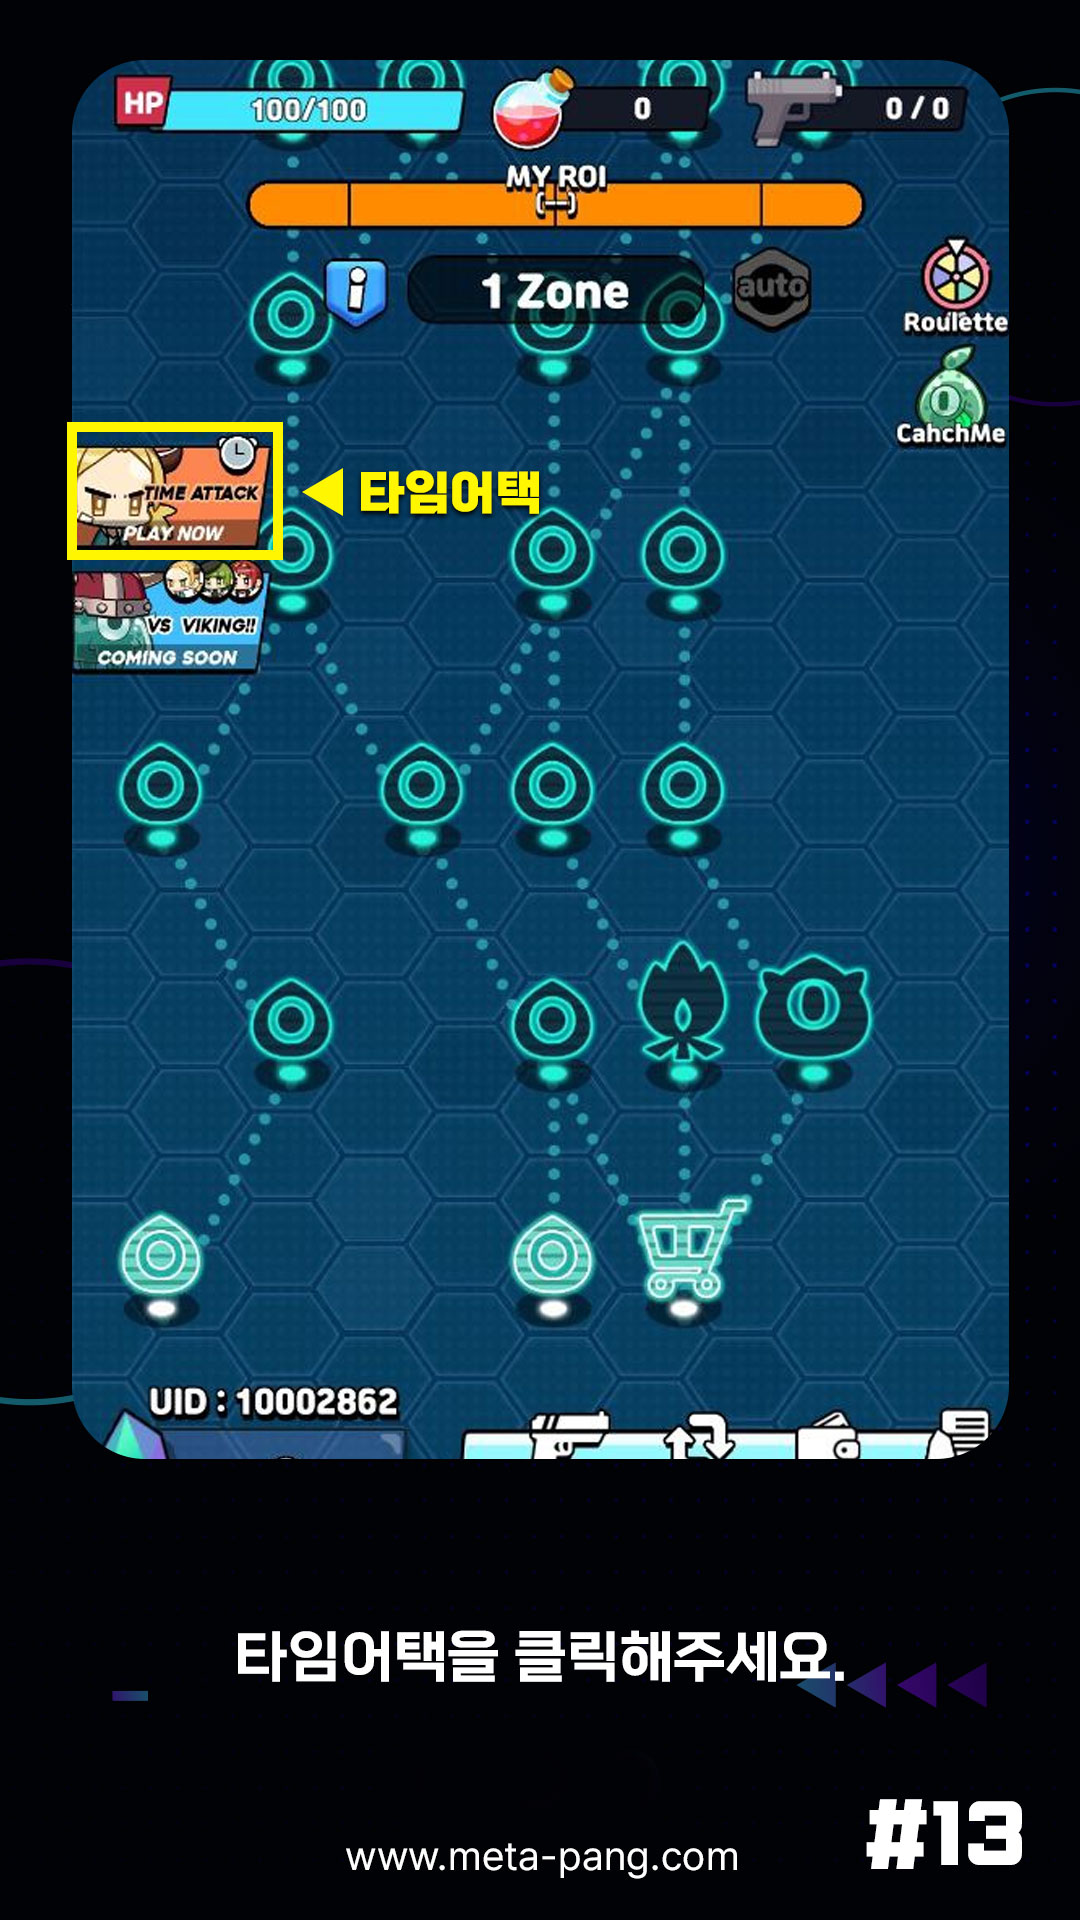 HP
100/100
0
0 / 0
MY ROI
1 Zone
auto
Roulette
CahchMe
TIME ATTACK
PLAY NOW
타임어택
VS VIKING!!
COMING SOON
UID : 10002862
타임어택을 클릭해주세요.
#13
www.meta-pang.com